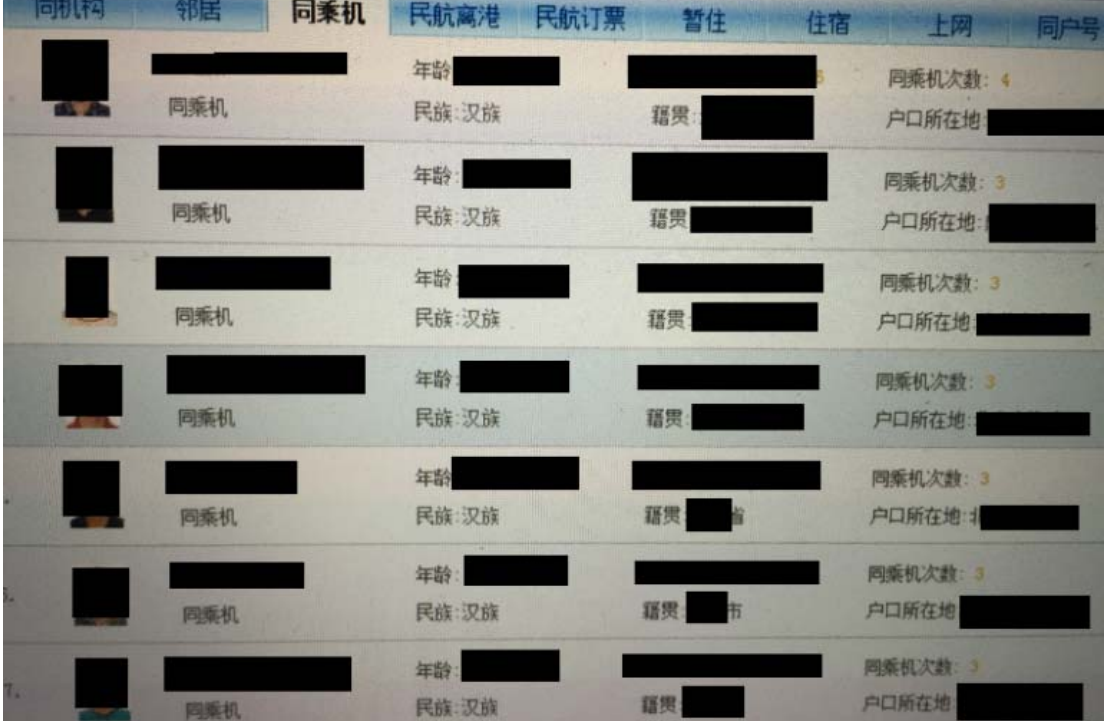 同机构 邻居 同乘机 民航离港 民航订票 暂住 住宿 上网 同户号
年龄 同乘机次数: 4
同乘机 民族:汉族 籍贯: 户口所在地
年龄: 同乘机次数: 3
同乘机 民族:汉族 籍贯 户口所在地:
年龄 同乘机次数: 3
同乘机 民族:汉族 籍贯 户口所在地
年龄 同乘机次数: 3
同乘机 民族:汉族 籍贯: 户口所在地:
年龄 同乘机次数: 3
同乘机 民族:汉族 籍贯: 省 户口所在地:北
年龄: 同乘机次数: 3
同乘机 民族:汉族 籍贯: 市 户口所在地
年龄: 同乘机次数: 3
7.
同乘机 民族:汉族 籍贯: 户口所在地